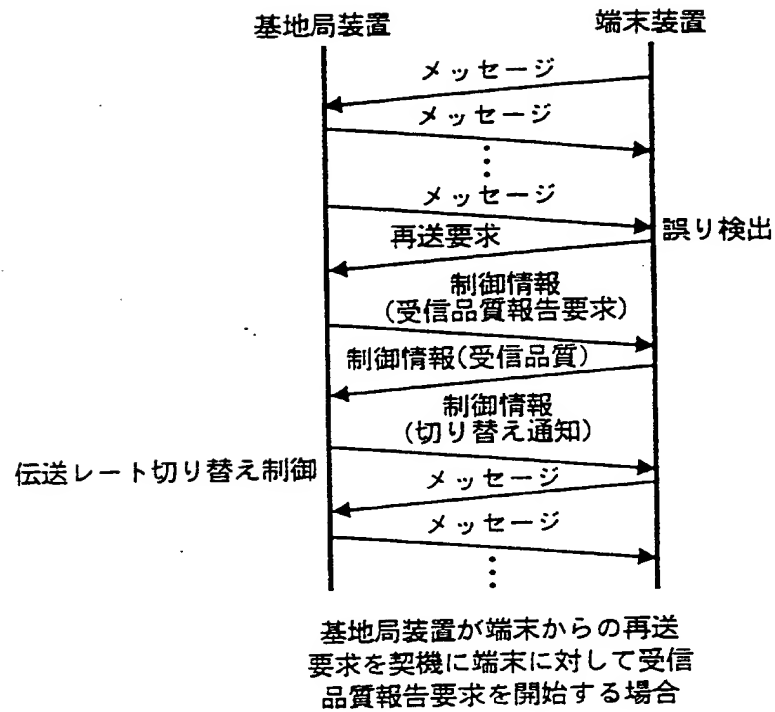 基地局装置
端末装置
メッセージ
メッセージ
メッセージ
誤り検出
再送要求
制御情報
(受信品質報告要求)
制御情報(受信品質)
制御情報
(切り替え通知)
伝送レート切り替え制御
メッセージ
メッセージ
基地局装置が端末からの再送
要求を契機に端末に対して受信
品質報告要求を開始する場合